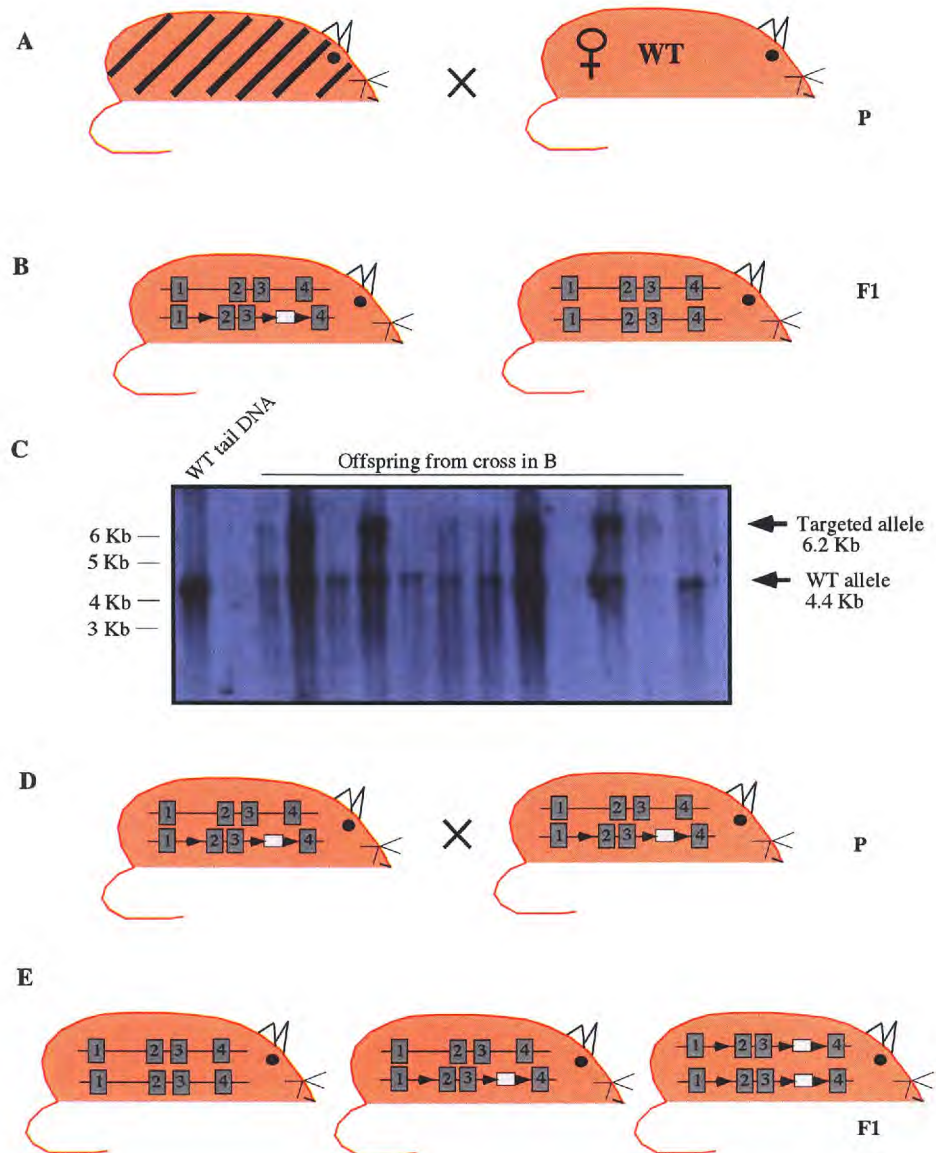 A
WT
P
B
1 2 3 4
1 2 3 4
1 2 3 4
1 2 3 4
F1
C
WT tail DNA
Offspring from cross in B
6 Kb
5 Kb
4 Kb
3 Kb
Targeted allele
6.2 Kb
WT allele
4.4 Kb
D
1 2 3 4
1 2 3 4
1 2 3 4
1 2 3 4
P
E
1 2 3 4
1 2 3 4
1 2 3 4
1 2 3 4
1 2 3 4
1 2 3 4
F1